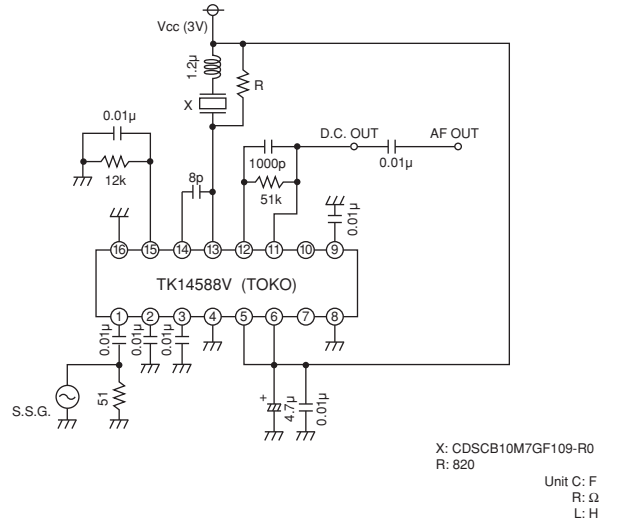 Vcc (3V)
1.2μ
R
X
0.01μ
12k
8p
1000p
51k
D.C. OUT
0.01μ
AF OUT
0.01μ
16 15 14 13 12 11 10 9
TK14588V (TOKO)
1 2 3 4 5 6 7 8
0.01μ
0.01μ
0.01μ
S.S.G.
51
+
4.7μ
0.01μ
X: CDSCB10M7GF109-R0
R: 820
Unit C: F
R: Ω
L: H